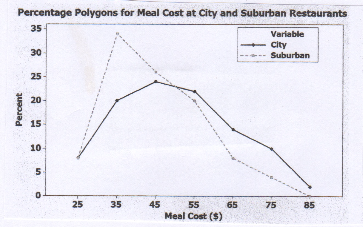 Percentage Polygons for Meal Cost at City and Suburban Restaurants
Variable
City
Suburban
35
30
25
20
15
10
5
0
Percent
25 35 45 55 65 75 85
Meal Cost ($)